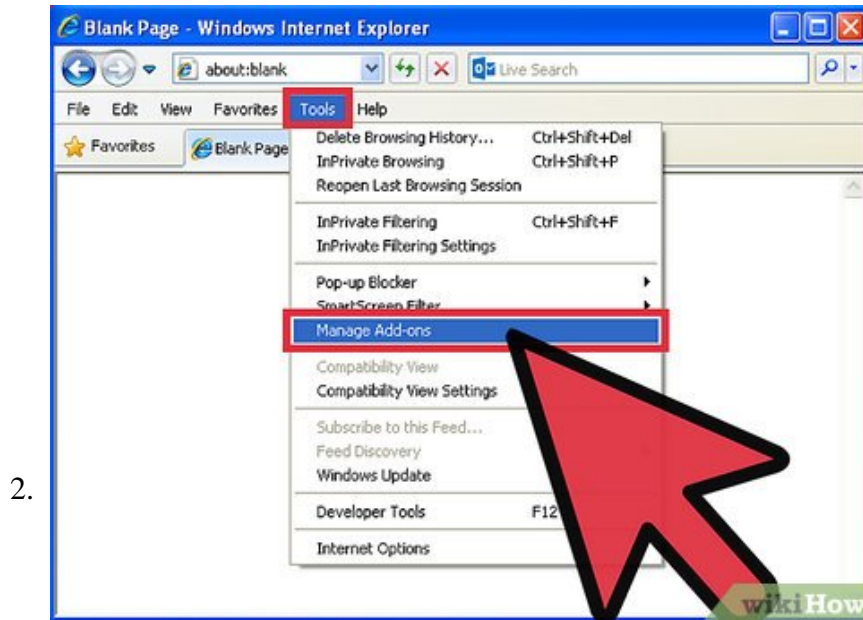 Blank Page - Windows Internet Explorer
about:blank
Live Search
File Edit View Favorites Tools Help
Favorites Blank Page
Delete Browsing History... Ctrl+Shift+Del
InPrivate Browsing Ctrl+Shift+P
Reopen Last Browsing Session
InPrivate Filtering Ctrl+Shift+F
InPrivate Filtering Settings
Pop-up Blocker
SmartScreen Filter
Manage Add-ons
Compatibility View
Compatibility View Settings
Subscribe to this Feed...
Feed Discovery
Windows Update
2.
Developer Tools F12
Internet Options
wikiHow